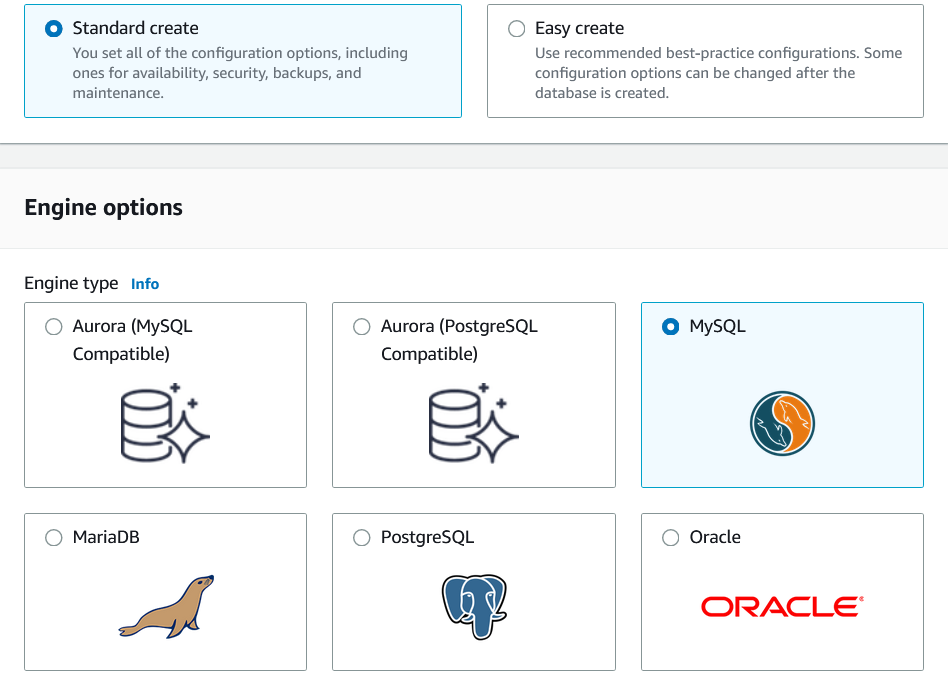 Standard create
You set all of the configuration options, including
ones for availability, security, backups, and
maintenance.
Easy create
Use recommended best-practice configurations. Some
configuration options can be changed after the
database is created.
Engine options
Engine type Info
Aurora (MySQL
Compatible)
Aurora (PostgreSQL
Compatible)
MySQL
MariaDB
PostgreSQL
Oracle
ORACLE®